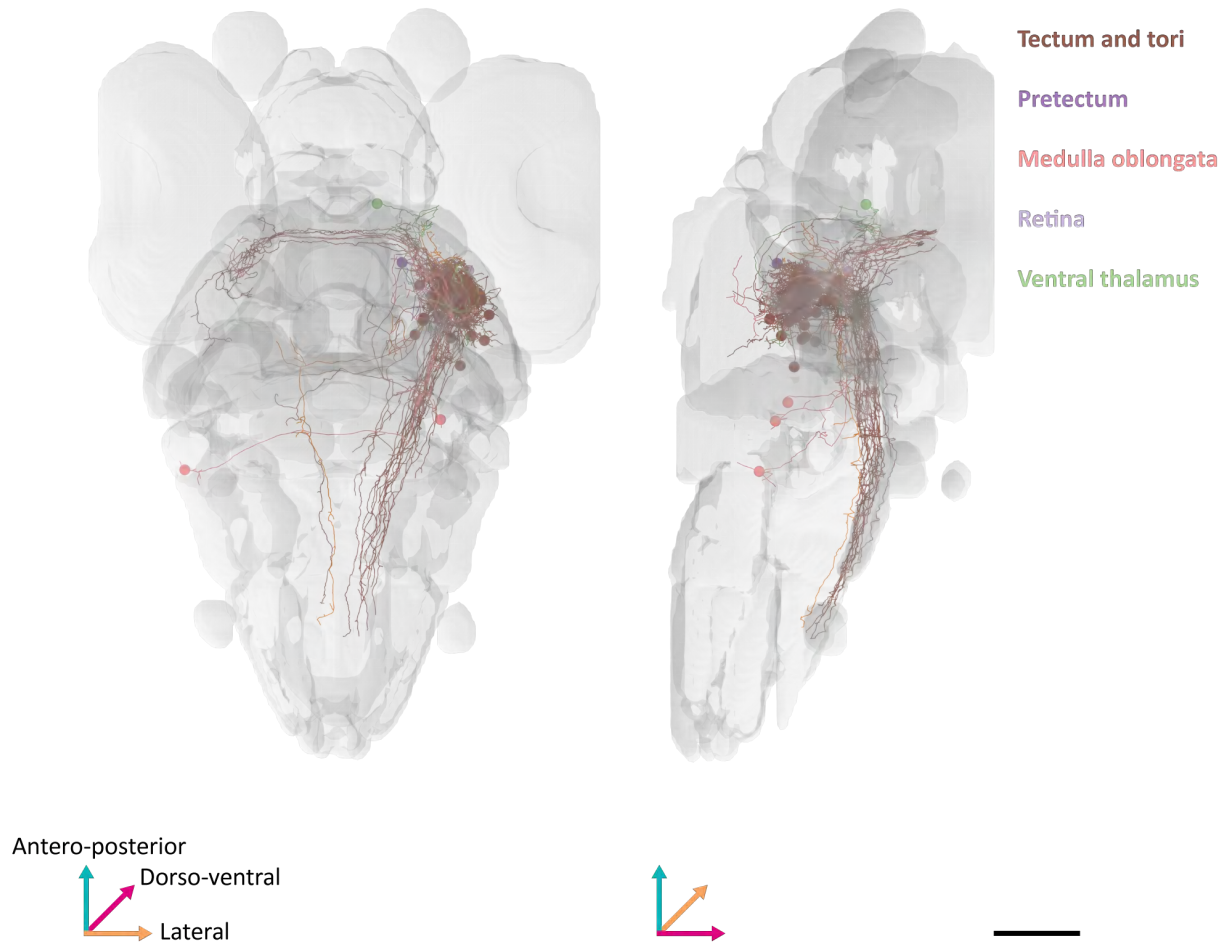 Tectum and tori
Pretectum
Medulla oblongata
Retina
Ventral thalamus
Antero-posterior
Dorso-ventral
Lateral